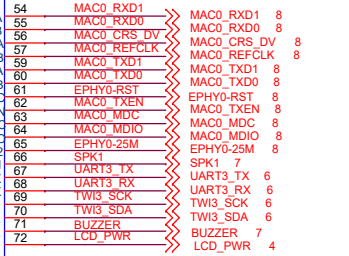 54 MAC0_RXD1 MAC0_RXD1 8
55 MAC0_RXD0 MAC0_RXD0 8
56 MAC0_CRS_DV MAC0_CRS_DV 8
57 MAC0_REFCLK MAC0_REFCLK 8
59 MAC0_TXD1 MAC0_TXD1 8
60 MAC0_TXD0 MAC0_TXD0 8
61 EPHY0-RST EPHY0-RST 8
62 MAC0_TXEN MAC0_TXEN 8
63 MAC0_MDC MAC0_MDC 8
64 MAC0_MDIO MAC0_MDIO 8
65 EPHY0-25M EPHY0-25M 8
66 SPK1 SPK1 7
67 UART3_TX UART3_TX 6
68 UART3_RX UART3_RX 6
69 TWI3_SCK TWI3_SCK 6
70 TWI3_SDA TWI3_SDA 6
71 BUZZER BUZZER 7
72 LCD_PWR LCD_PWR 4